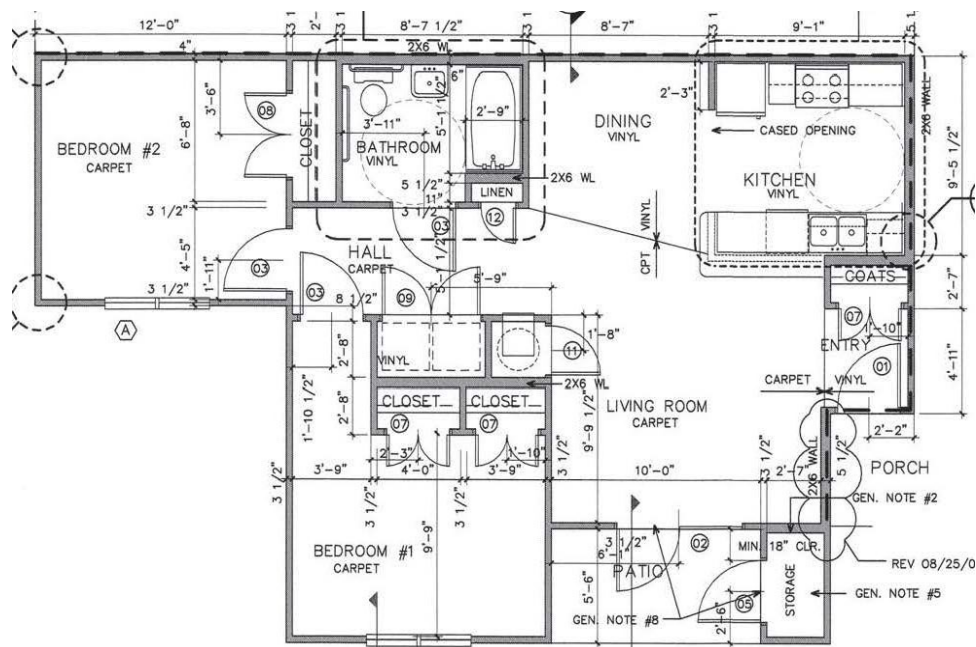 12'-0"
3 1
2'-
3 1
8'-7 1/2"
3 1
8'-7"
3 1
9'-1"
5 1
4"
2X6 WL
6"
3'-6"
08
CLOSET
5'-1 1/2"
2'-9"
2'-3"
2X6 WALL
6'-8"
3'-11"
DINING
VINYL
CASED OPENING
BEDROOM #2
CARPET
BATHROOM
VINYL
9'-5 1/2"
2X6 WL
KITCHEN
VINYL
5 1/2"
LINEN
11"
3 1/2"
3 1/2"
03
12
VINYL
CPT
4'-5"
HALL
CARPET
1'-11"
03
03
5'-9"
COATS
2'-7"
3 1/2"
8 1/2"
09
07
1'-10"
A
1'-8"
ENTRY
2'-8"
VINYL
11
01
4'-11"
2X6 WL
CARPET
VINYL
1'-10 1/2"
2'-8"
CLOSET
CLOSET
LIVING ROOM
CARPET
9'-9 1/2"
07
07
2'-2"
2'-3"
1'-10"
5 1/2"
3'-9"
4'-0"
3'-9"
3 1/2"
10'-0"
3 1/2"
2'-7"
2X6 WALL
PORCH
3 1/2"
3 1/2"
3 1/2"
GEN. NOTE #2
BEDROOM #1
CARPET
9'-9"
3 1/2"
02
MIN. 18" CLR.
6'-1"
PATIO
REV 08/25/0
5'-6"
05
STORAGE
GEN. NOTE #5
GEN. NOTE #8
2'-6"